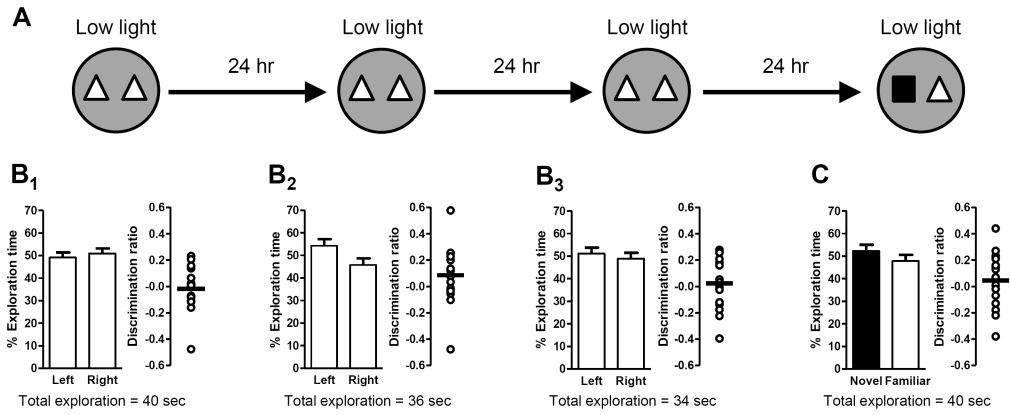 A
Low light Low light Low light Low light
24 hr 24 hr 24 hr
B1 B2 B3 C
70 0.6 70 0.6 70 0.6 70 0.6
60 60 60 60
0.4 0.4 0.4 0.4
50 50 50 50
0.2 0.2 0.2 0.2
40 40 40 40
-0.0 -0.0 -0.0 -0.0
30 30 30 30
-0.2 -0.2 -0.2 -0.2
20 20 20 20
10 -0.4 10 -0.4 10 -0.4 10 -0.4
0 -0.6 0 -0.6 0 -0.6 0 -0.6
% Exploration time Discrimination ratio % Exploration time Discrimination ratio % Exploration time Discrimination ratio % Exploration time Discrimination ratio
Left Right Left Right Left Right Novel Familiar
Total exploration = 40 sec Total exploration = 36 sec Total exploration = 34 sec Total exploration = 40 sec